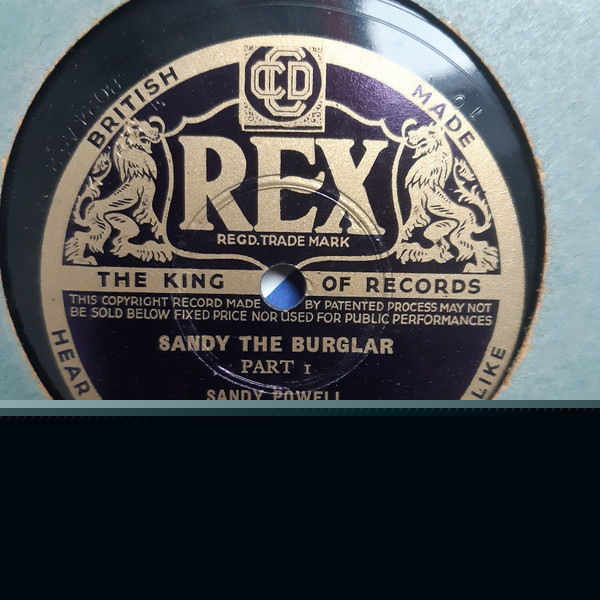 BRITISH MADE
CCD
REX
REGD. TRADE MARK
THE KING OF RECORDS
THIS COPYRIGHT RECORD MADE BY PATENTED PROCESS MAY NOT
BE SOLD BELOW FIXED PRICE NOR USED FOR PUBLIC PERFORMANCES
SANDY THE BURGLAR
PART 1
SANDY POWELL
HEAR
LIKE